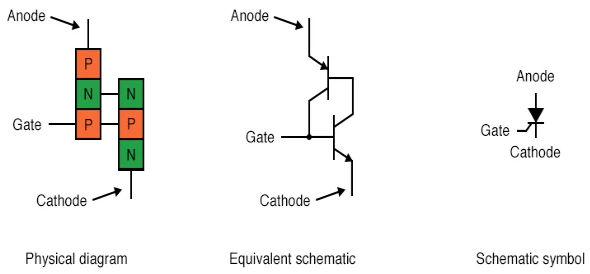 Anode
P
N N
Gate P P
N
Cathode
Physical diagram
Anode
Gate
Cathode
Equivalent schematic
Anode
Gate
Cathode
Schematic symbol